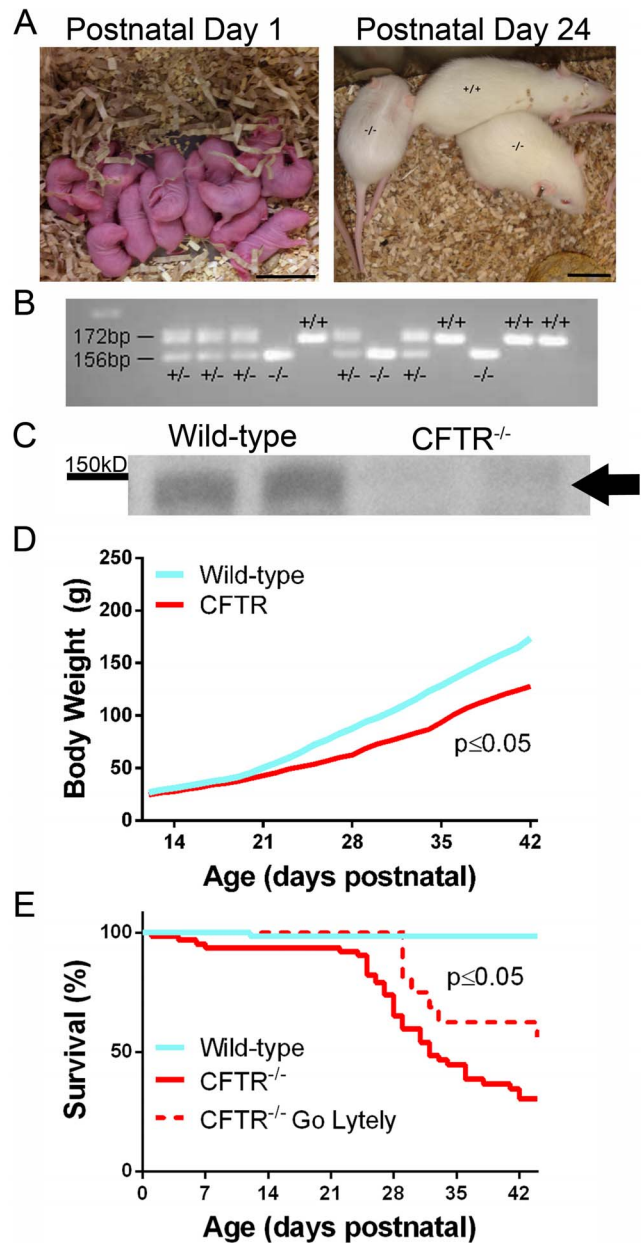 A
Postnatal Day 1
Postnatal Day 24
-/-
+/+
-/-
B
172bp
156bp
+/-
+/-
+/-
-/-
+/+
+/-
-/-
+/-
+/+
-/-
+/+
+/+
C
Wild-type
CFTR-/-
150kD
D
Body Weight (g)
250
200
150
100
50
0
Wild-type
CFTR
p≤0.05
14
21
28
35
42
Age (days postnatal)
E
Survival (%)
100
50
0
p≤0.05
Wild-type
CFTR-/-
CFTR-/- Go Lytely
0
7
14
21
28
35
42
Age (days postnatal)